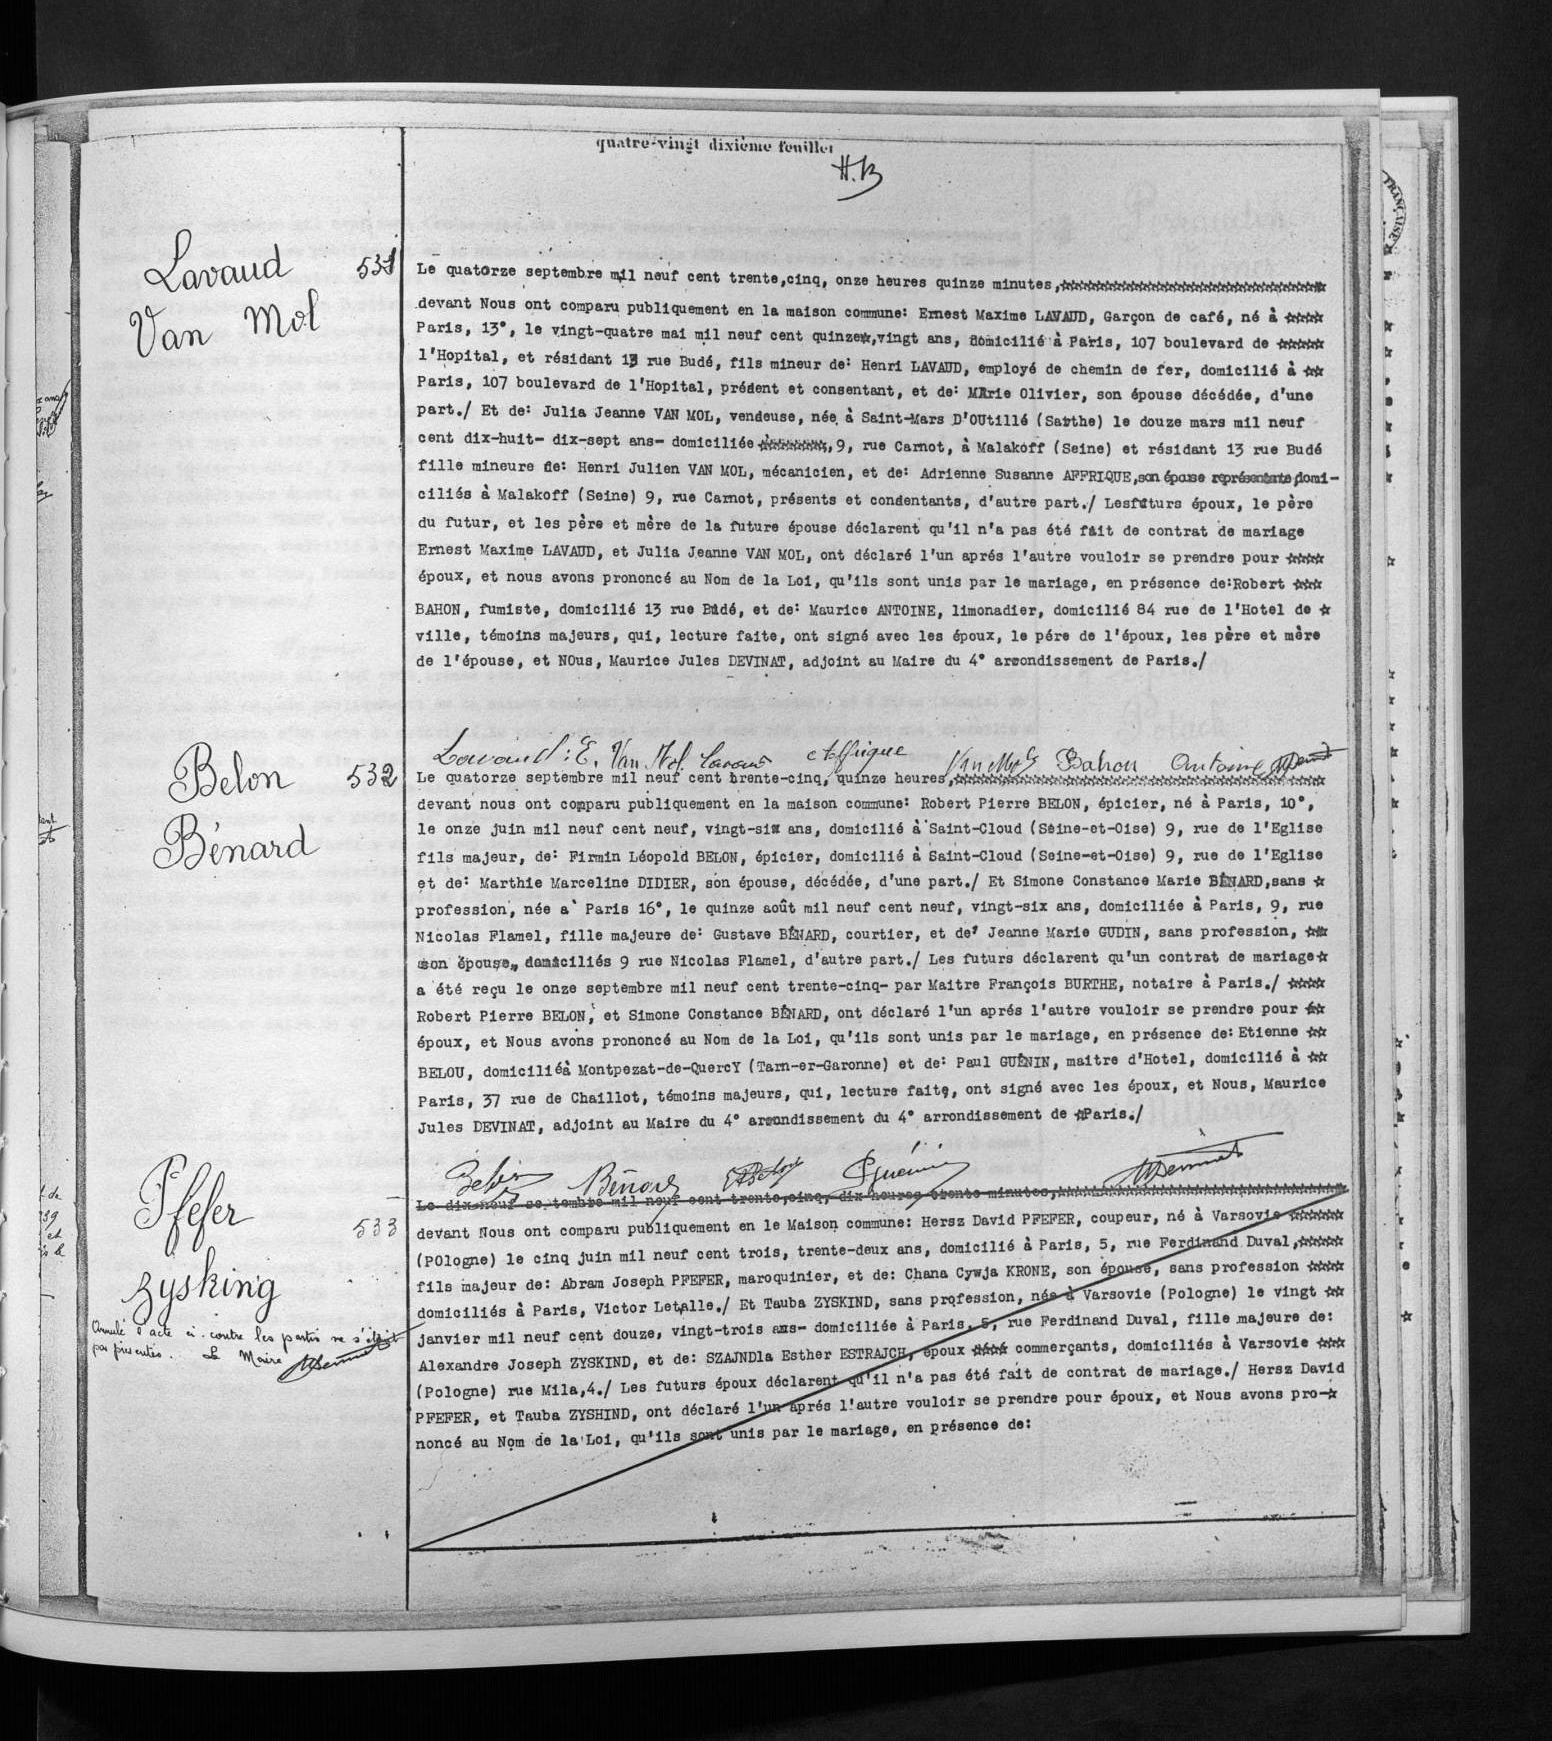 quatre-vingt dixième feuillet
H.B
Lavaud
Van Mol
531
Le quatorze septembre mil neuf cent trente,cinq, onze heures quinze minutes,
devant Nous ont comparu publiquement en la maison commune: Ernest Maxime LAVAUD, Garçon de café, né à
Paris, 13°, le vingt-quatre mai mil neuf cent quinze,vingt ans, domicilié à Paris, 107 boulevard de
l'Hopital, et résidant 13 rue Budé, fils mineur de: Henri LAVAUD, employé de chemin de fer, domicilié à
Paris, 107 boulevard de l'Hopital, présent et consentant, et de: MArie Olivier, son épouse décédée, d'une
part./ Et de: Julia Jeanne VAN MOL, vendeuse, née à Saint-Mars D'OUtillé (Sarthe) le douze mars mil neuf
cent dix-huit- dix-sept ans- domiciliée ,9, rue Carnot, à Malakoff (Seine) et résidant 13 rue Budé
fille mineure de: Henri Julien VAN MOL, mécanicien, et de: Adrienne Susanne AFFRIQUE,son épouse domi-
ciliés à Malakoff (Seine) 9, rue Carnot, présents et condentants, d'autre part./ Lesfuturs époux, le père
du futur, et les père et mère de la future épouse déclarent qu'il n'a pas été fait de contrat de mariage
Ernest Maxime LAVAUD, et Julia Jeanne VAN MOL, ont déclaré l'un aprés l'autre vouloir se prendre pour
époux, et nous avons prononcé au Nom de la Loi, qu'ils sont unis par le mariage, en présence de:Robert
BAHON, fumiste, domicilié 13 rue Budé, et de: Maurice ANTOINE, limonadier, domicilié 84 rue de l'Hotel de
ville, témoins majeurs, qui, lecture faite, ont signé avec les époux, le pére de l'époux, les père et mère
de l'épouse, et NOus, Maurice Jules DEVINAT, adjoint au Maire du 4° arrondissement de Paris./
Lavaud: E. Van Mol. Lavaud Affrique Van Mol Bahon Antoine
Belon
Bénard
532
Le quatorze septembre mil neuf cent trente-cinq, quinze heures,
devant nous ont comparu publiquement en la maison commune: Robert Pierre BELON, épicier, né à Paris, 10°,
le onze juin mil neuf cent neuf, vingt-six ans, domicilié à Saint-Cloud (Seine-et-Oise) 9, rue de l'Eglise
fils majeur, de: Firmin Léopold BELON, épicier, domicilié à Saint-Cloud (Seine-et-Oise) 9, rue de l'Eglise
et de: Marthie Marceline DIDIER, son épouse, décédée, d'une part./ Et Simone Constance Marie BÉNARD,sans
profession, née a Paris 16°, le quinze août mil neuf cent neuf, vingt-six ans, domiciliée à Paris, 9, rue
Nicolas Flamel, fille majeure de: Gustave BÉNARD, courtier, et de: Jeanne Marie GUDIN, sans profession,
son épouse, domiciliés 9 rue Nicolas Flamel, d'autre part./ Les futurs déclarent qu'un contrat de mariage
a été reçu le onze septembre mil neuf cent trente-cinq- par Maitre François BURTHE, notaire à Paris./
Robert Pierre BELON, et Simone Constance BÉNARD, ont déclaré l'un aprés l'autre vouloir se prendre pour
époux, et Nous avons prononcé au Nom de la Loi, qu'ils sont unis par le mariage, en présence de: Etienne
BELOU, domiciliéà Montpezat-de-QuercY (Tarn-er-Garonne) et de: Paul GUÉNIN, maitre d'Hotel, domicilié à
Paris, 37 rue de Chaillot, témoins majeurs, qui, lecture faite, ont signé avec les époux, et Nous, Maurice
Jules DEVINAT, adjoint au Maire du 4° arrondissement du 4° arrondissement de Paris./
Belon Bénard Guénin
Pfefer
Zysking
533
Annulé l'acte ci-contre les parties ne s'étant
pas présentées. Le Maire
Le dix-neuf septembre mil neuf cent trente,cinq, dix heures trente minutes,
devant Nous ont comparu publiquement en le Maison commune: Hersz David PFEFER, coupeur, né à Varsovie
(POlogne) le cinq juin mil neuf cent trois, trente-deux ans, domicilié à Paris, 5, rue Ferdinand Duval,
fils majeur de: Abram Joseph PFEFER, maroquinier, et de: Chana Cywja KRONE, son épouse, sans profession
domiciliés à Paris, Victor Letalle./ Et Tauba ZYSKIND, sans profession, née à Varsovie (Pologne) le vingt
janvier mil neuf cent douze, vingt-trois ans- domiciliée à Paris, 5, rue Ferdinand Duval, fille majeure de:
Alexandre Joseph ZYSKIND, et de: SZAJNDla Esther ESTRAJCH, époux commerçants, domiciliés à Varsovie
(Pologne) rue Mila,4./ Les futurs époux déclarent qu'il n'a pas été fait de contrat de mariage./ Hersz David
PFEFER, et Tauba ZYSHIND, ont déclaré l'un aprés l'autre vouloir se prendre pour époux, et Nous avons pro-
noncé au Nom de la Loi, qu'ils sont unis par le mariage, en présence de: